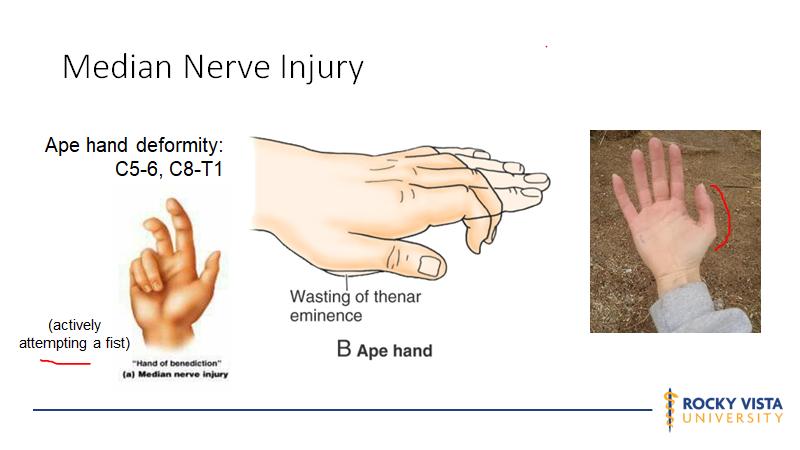 Median Nerve Injury
Ape hand deformity:
C5-6, C8-T1
(actively
attempting a fist)
"Hand of benediction"
(a) Median nerve injury
Wasting of thenar
eminence
B Ape hand
ROCKY VISTA
UNIVERSITY